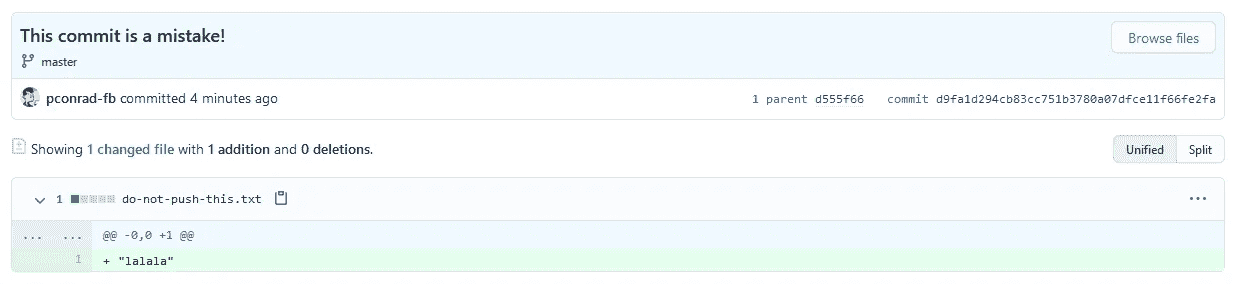 This commit is a mistake!
Browse files
master
pconrad-fb committed 4 minutes ago
1 parent d555f66 commit d9fa1d294cb83cc751b3780a07dfce11f66fe2fa
Showing 1 changed file with 1 addition and 0 deletions.
Unified Split
1 do-not-push-this.txt
... ... @@ -0,0 +1 @@
1 + "lalala"